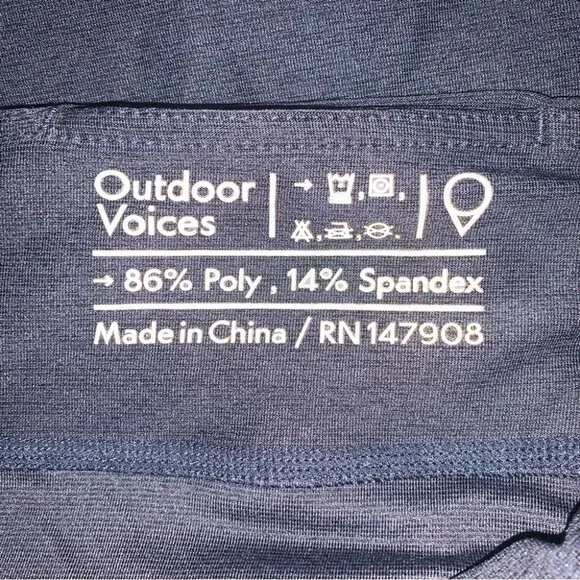 Outdoor
Voices
→ 86% Poly, 14% Spandex
Made in China / RN 147908